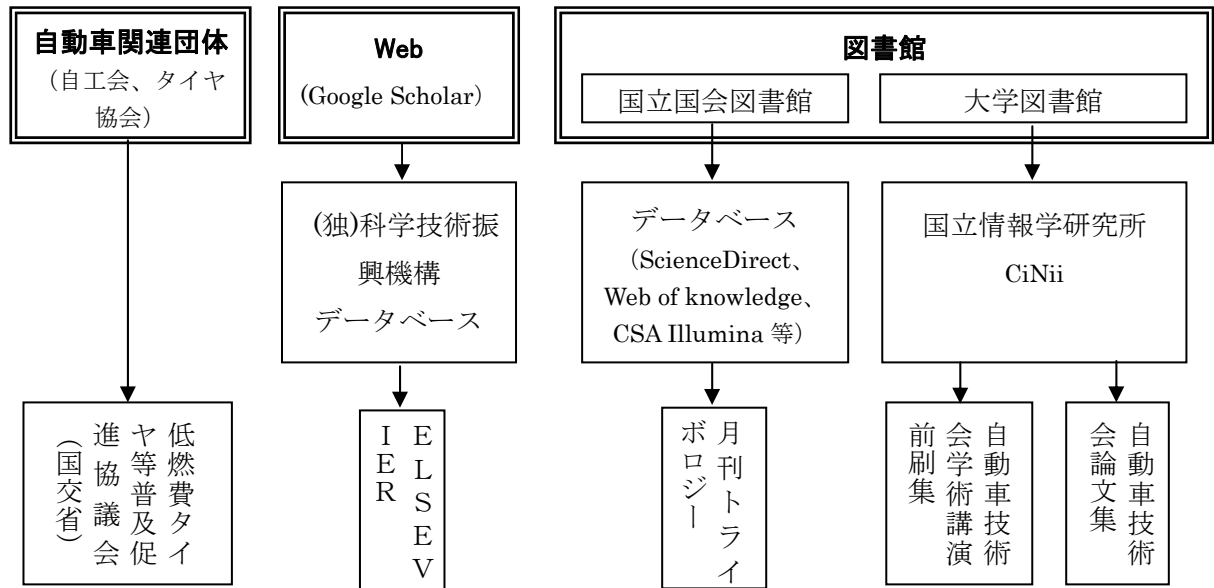 自動車関連団体
（自工会、タイヤ
協会）
Web
(Google Scholar)
図書館
国立国会図書館
大学図書館
(独)科学技術振
興機構
データベース
データベース
（ScienceDirect、
Web of knowledge、
CSA Illumina 等）
国立情報学研究所
CiNii
低燃費タイ
ヤ等普及促
進協議会
（国交省）
ELSEV
IER
月刊トライ
ボロジー
自動車技術
会学術講演
前刷集
自動車技術
会論文集